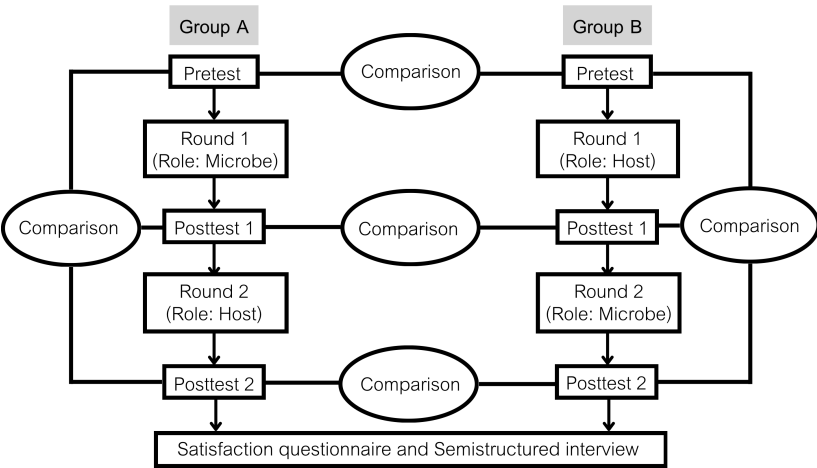 Group A
Group B
Pretest
Comparison
Pretest
Round 1
(Role: Microbe)
Round 1
(Role: Host)
Comparison
Posttest 1
Comparison
Posttest 1
Comparison
Round 2
(Role: Host)
Round 2
(Role: Microbe)
Posttest 2
Comparison
Posttest 2
Satisfaction questionnaire and Semistructured interview